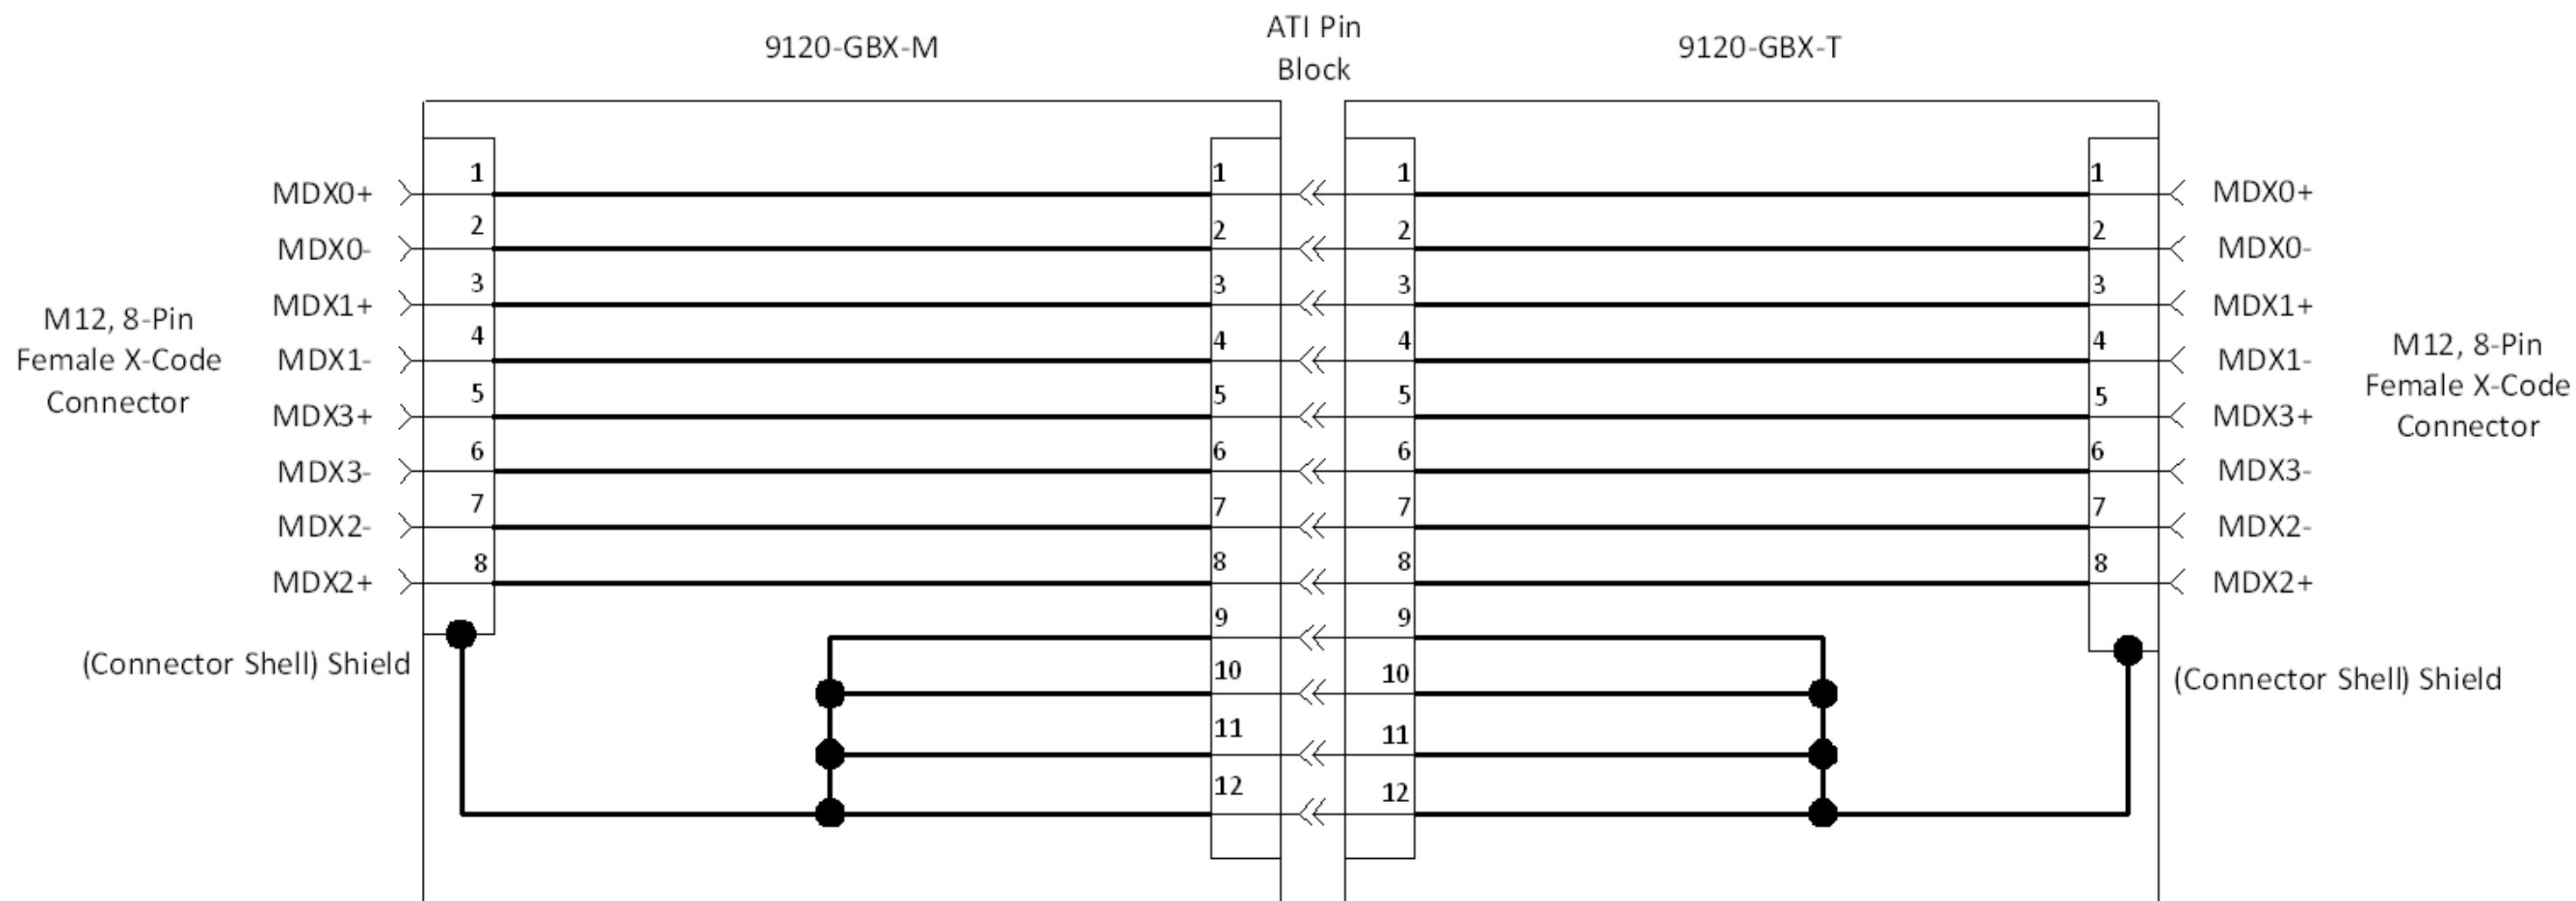 9120-GBX-M
ATI Pin
Block
9120-GBX-T
M12, 8-Pin
Female X-Code
Connector
MDX0+ 1 1 1 1 MDX0+
MDX0- 2 2 2 2 MDX0-
MDX1+ 3 3 3 3 MDX1+
MDX1- 4 4 4 4 MDX1-
MDX3+ 5 5 5 5 MDX3+
MDX3- 6 6 6 6 MDX3-
MDX2- 7 7 7 7 MDX2-
MDX2+ 8 8 8 8 MDX2+
9 9
(Connector Shell) Shield
10 10
(Connector Shell) Shield
11 11
12 12
M12, 8-Pin
Female X-Code
Connector